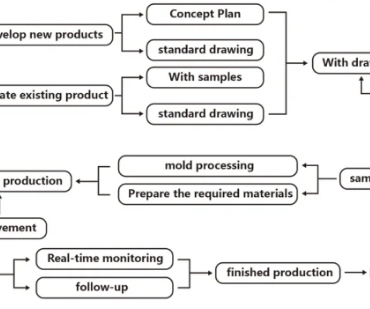 Concept Plan
velop new products
standard drawing
With draw
With samples
ate existing product
standard drawing
mold processing
production
sam
Prepare the required materials
vement
Real-time monitoring
finished production
follow-up